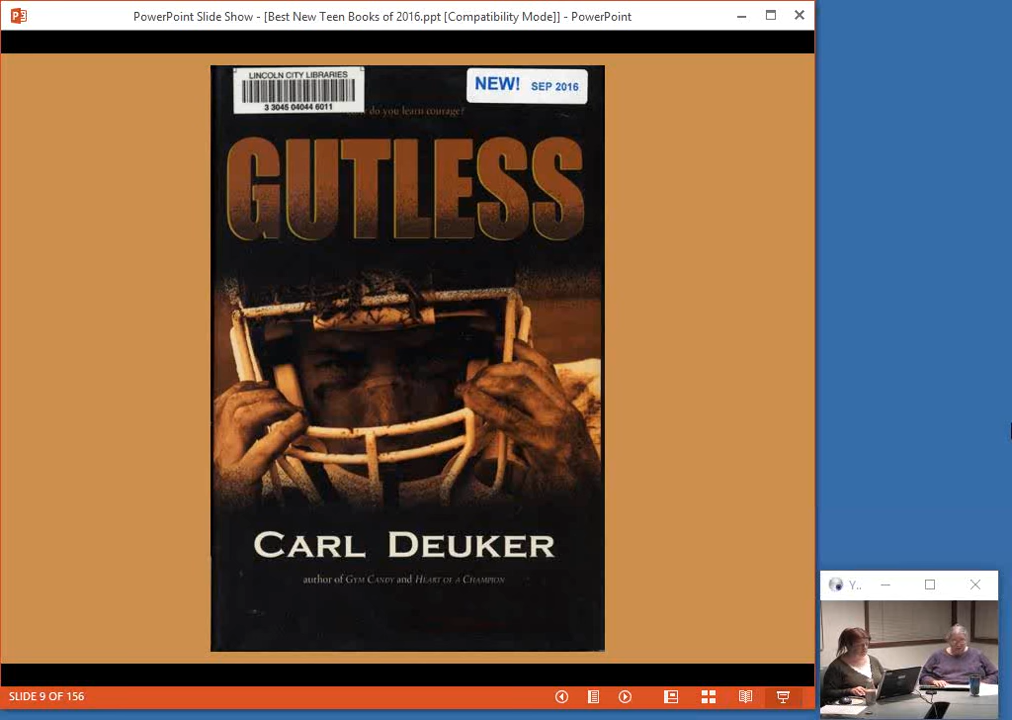 PowerPoint Slide Show - [Best New Teen Books of 2016.ppt [Compatibility Mode]] - PowerPoint
LINCOLN CITY LIBRARIES
3 3045 04044 6011
NEW! SEP 2016
do you learn courage?
GUTLESS
CARL DEUKER
author of GYM CANDY and HEART OF A CHAMPION
Y..
SLIDE 9 OF 156